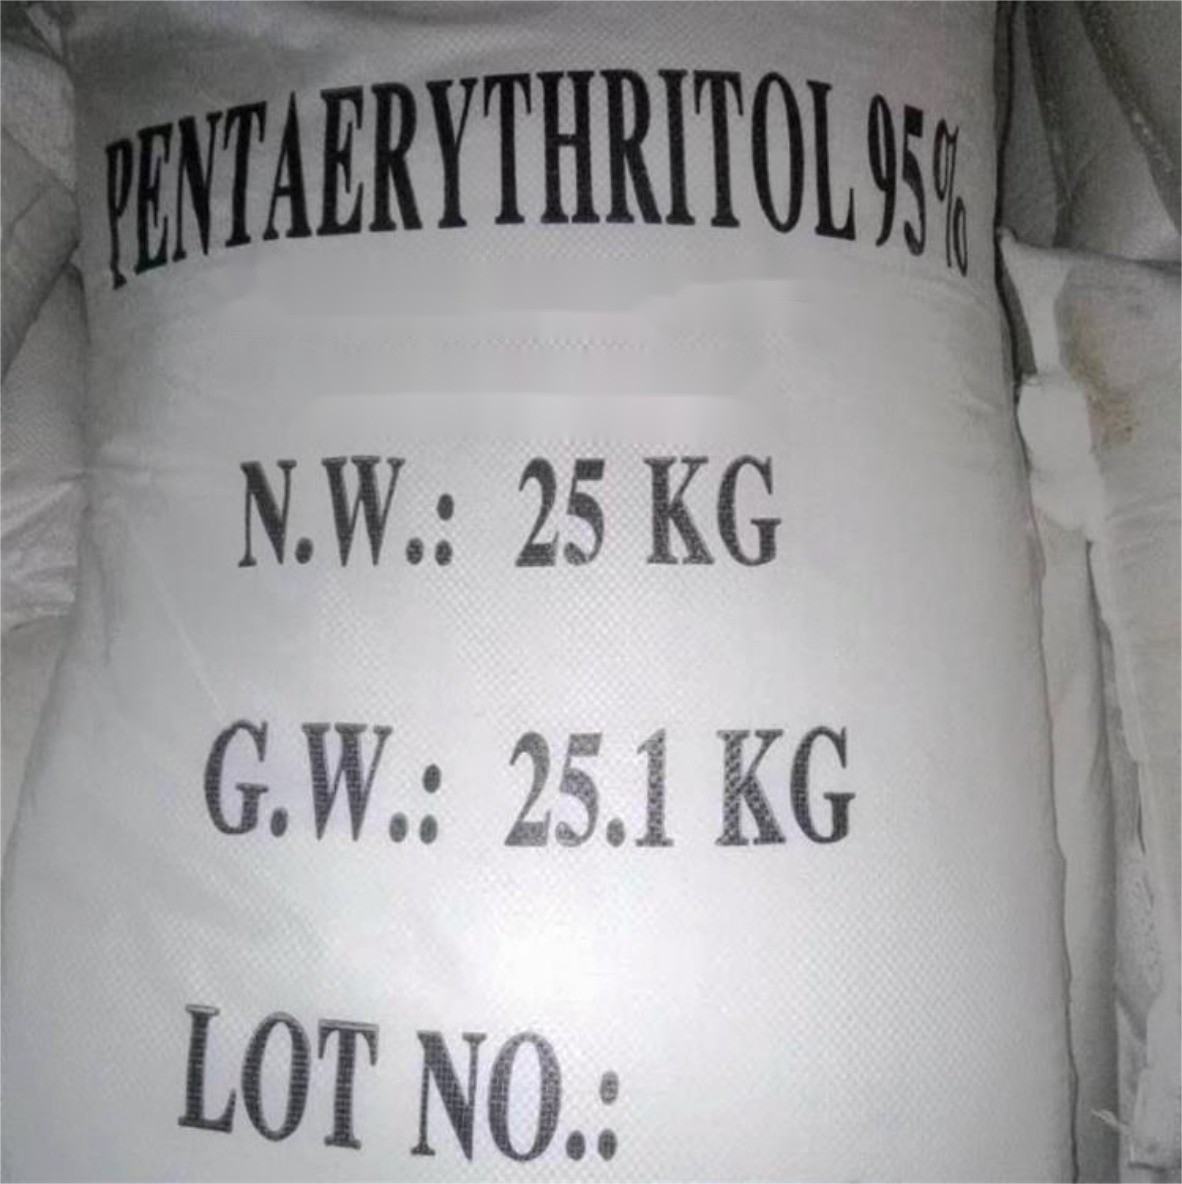 PENTAERYTHRITOL 95%
N.W.: 25 KG
G.W.: 25.1 KG
LOT NO.: